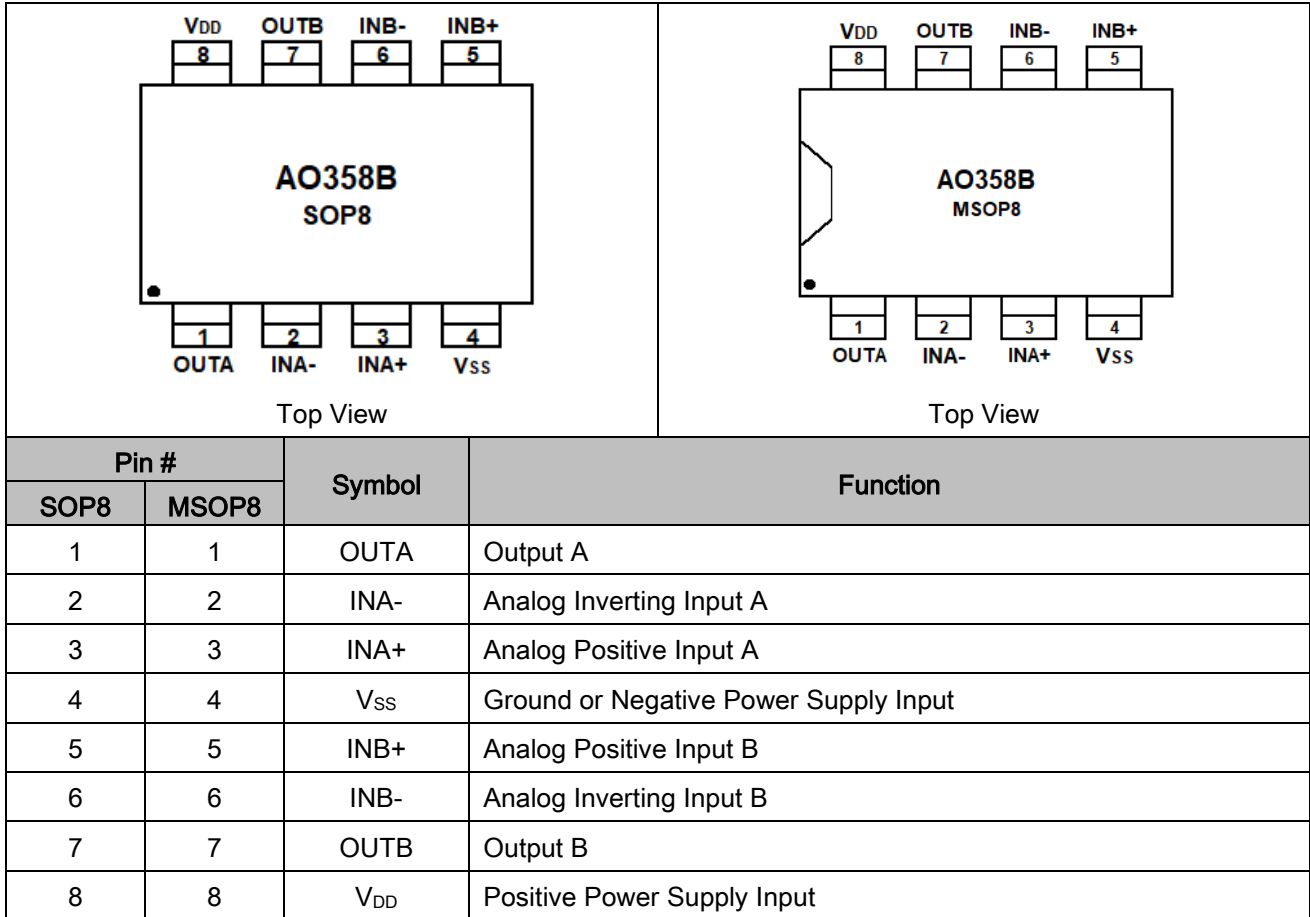 VDD OUTB INB- INB+
8 7 6 5
AO358B
SOP8
1 2 3 4
OUTA INA- INA+ VSS
Top View
VDD OUTB INB- INB+
8 7 6 5
AO358B
MSOP8
1 2 3 4
OUTA INA- INA+ VSS
Top View
Pin # Symbol Function
SOP8 MSOP8
1 1 OUTA Output A
2 2 INA- Analog Inverting Input A
3 3 INA+ Analog Positive Input A
4 4 VSS Ground or Negative Power Supply Input
5 5 INB+ Analog Positive Input B
6 6 INB- Analog Inverting Input B
7 7 OUTB Output B
8 8 VDD Positive Power Supply Input